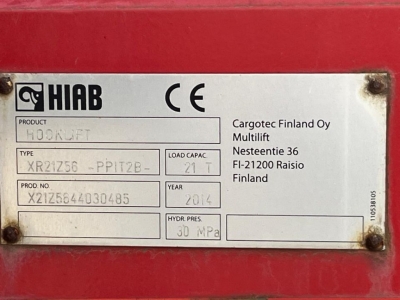 HIAB CE
PRODUCT
HOOKLIFT
TYPE LOAD CAPAC.
XR21Z56 -PPIT2B- 21 T
PROD. NO YEAR
X21Z5644030485 2014
HYDR PRES.
30 MPa
Cargotec Finland Oy
Multilift
Nesteentie 36
FI-21200 Raisio
Finland
110538105